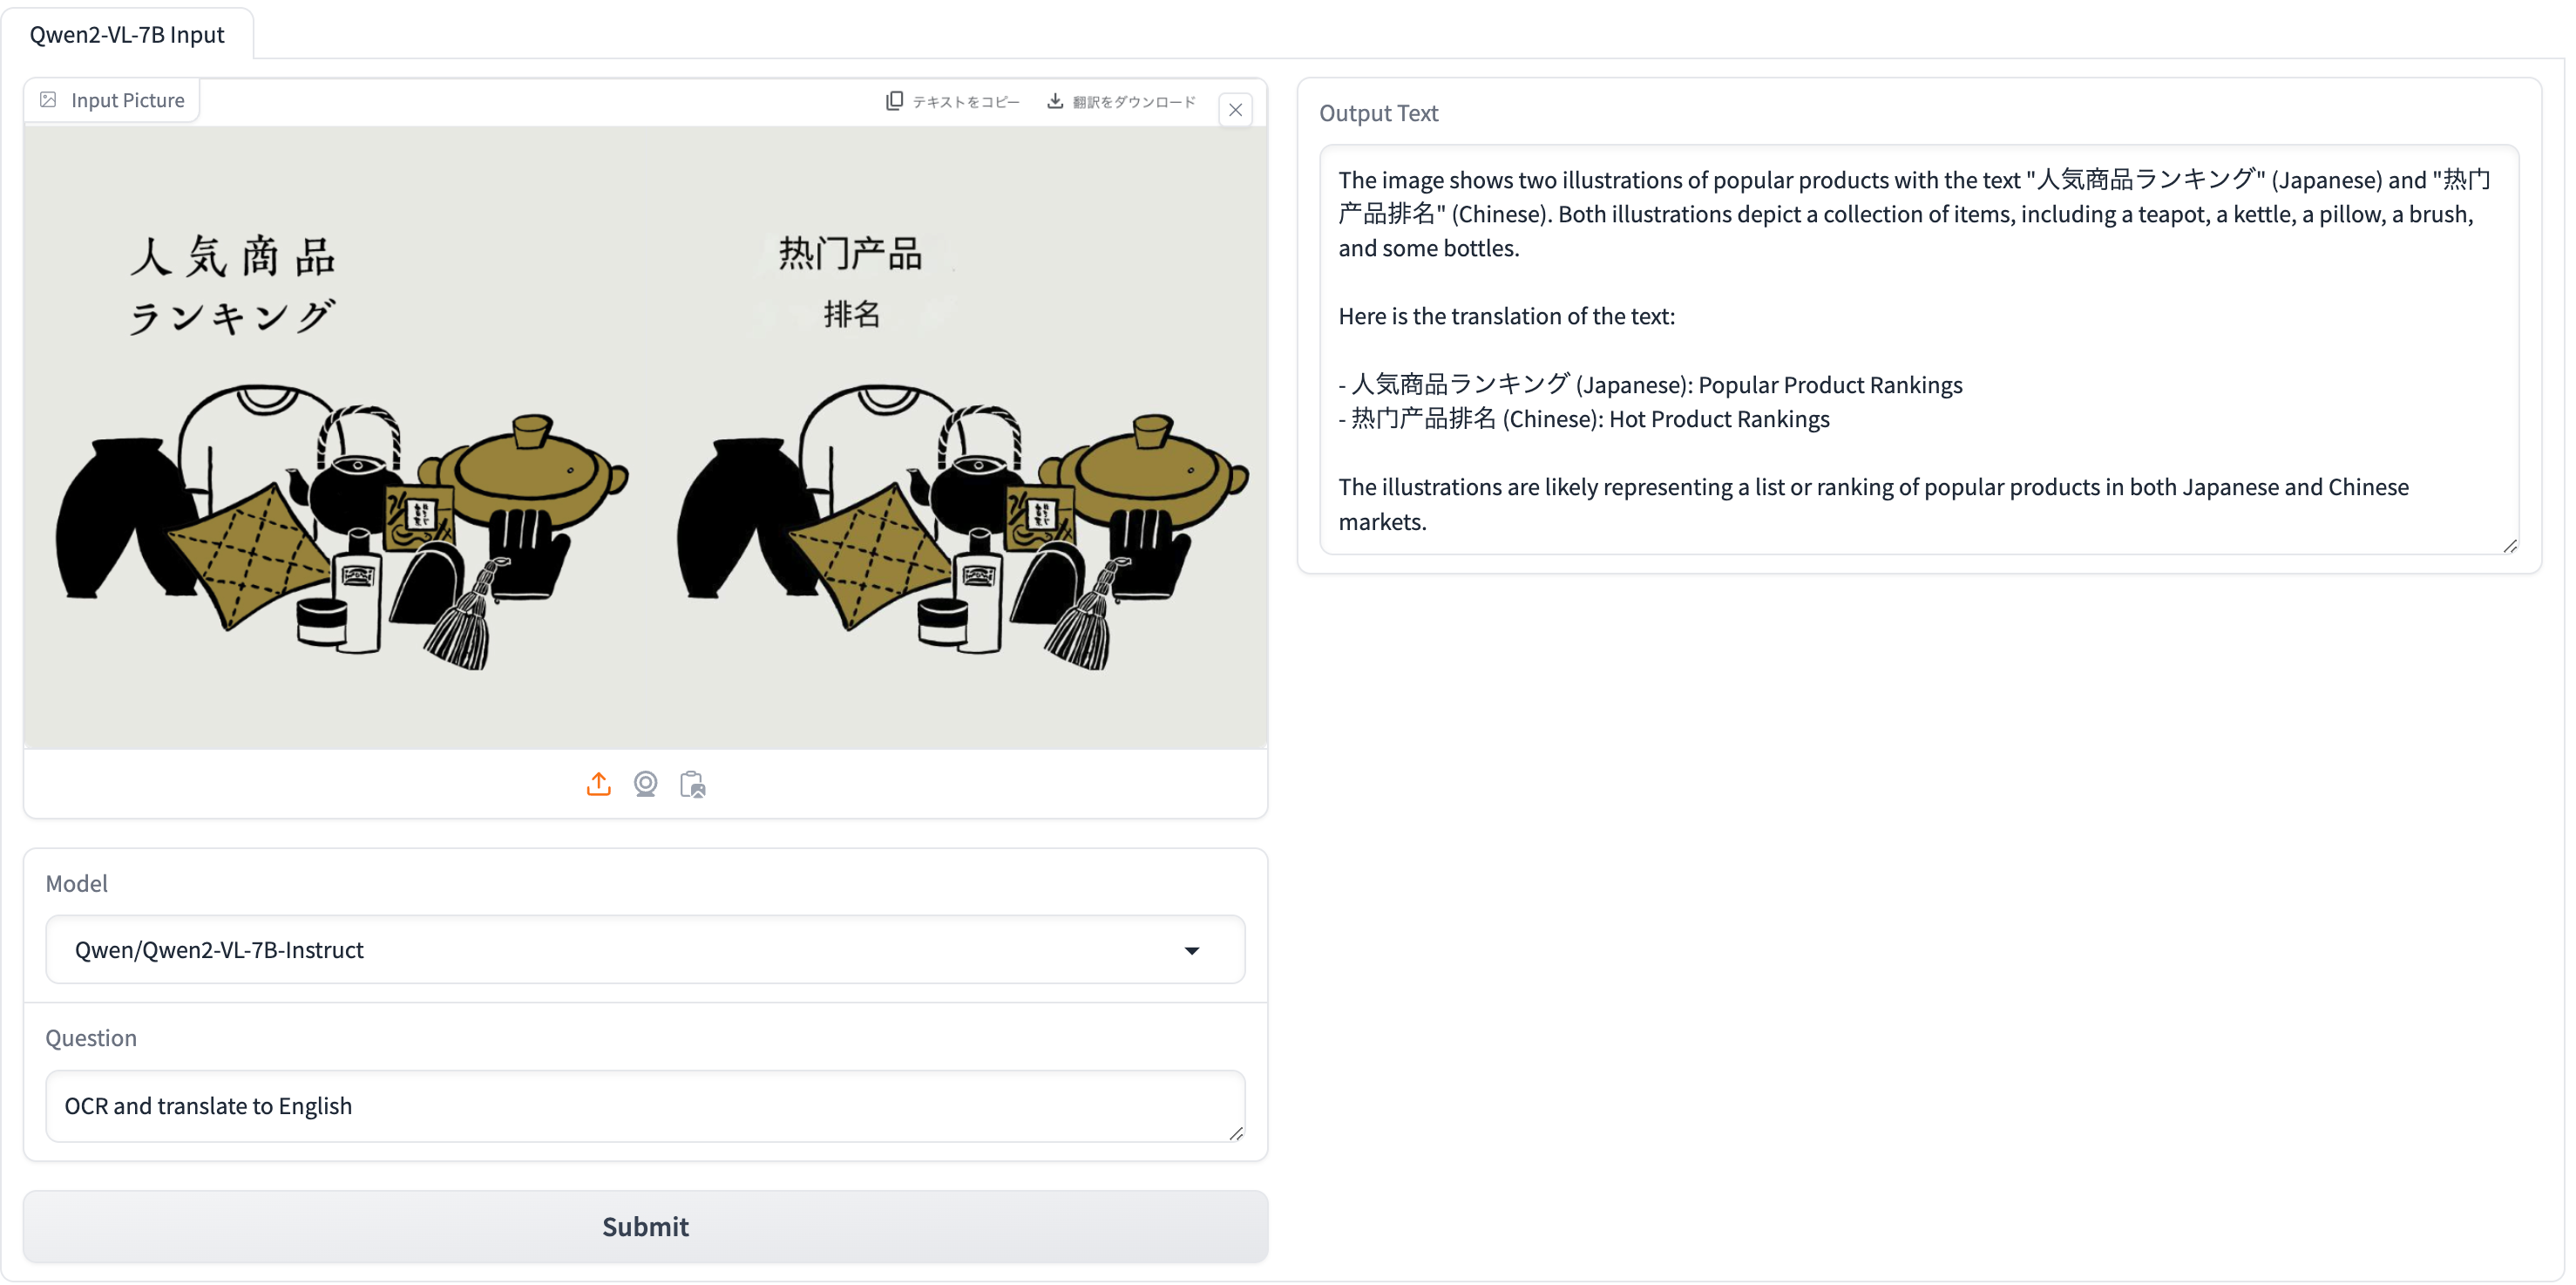 Qwen2-VL-7B Input
Input Picture
テキストをコピー
翻訳をダウンロード
人気商品
ランキング
热门产品
排名
Model
Qwen/Qwen2-VL-7B-Instruct
Question
OCR and translate to English
Submit
Output Text
The image shows two illustrations of popular products with the text "人気商品ランキング" (Japanese) and "热门
产品排名" (Chinese). Both illustrations depict a collection of items, including a teapot, a kettle, a pillow, a brush,
and some bottles.
Here is the translation of the text:
- 人気商品ランキング (Japanese): Popular Product Rankings
- 热门产品排名 (Chinese): Hot Product Rankings
The illustrations are likely representing a list or ranking of popular products in both Japanese and Chinese
markets.